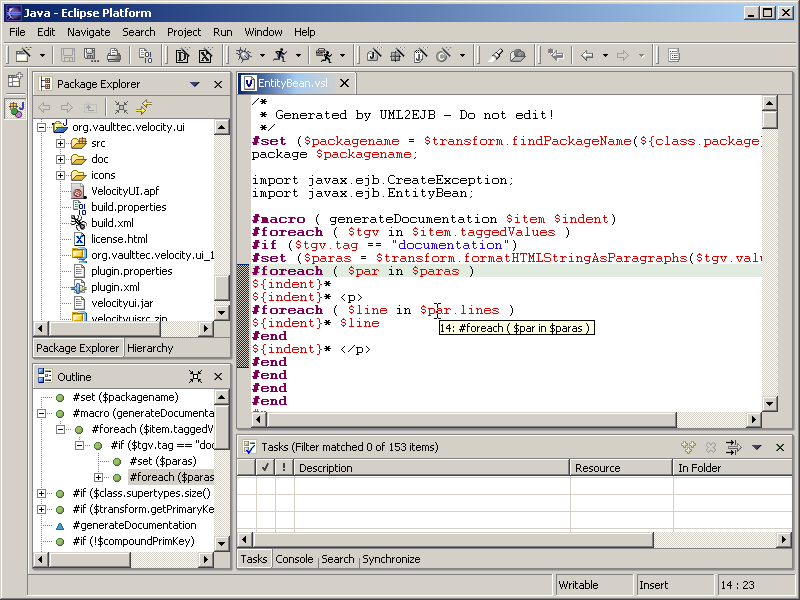 Java - Eclipse Platform
File Edit Navigate Search Project Run Window Help
Package Explorer
org.vaulttec.velocity.ui
src
doc
icons
VelocityUI.apf
build.properties
build.xml
license.html
org.vaulttec.velocity.ui_1
plugin.properties
plugin.xml
velocityui.jar
velocityuisrc.zip
Package Explorer Hierarchy
Outline
#set ($packagename)
#macro (generateDocumenta
#foreach ($item.taggedV
#if ($tgv.tag == "doc
#set ($paras)
#foreach ($paras
#if ($class.supertypes.size()
#if ($transform.getPrimaryKe
#generateDocumentation
#if (!$compoundPrimKey)
EntityBean.vsl
/*
* Generated by UML2EJB - Do not edit!
*/
#set ($packagename = $transform.findPackageName(${class.package}
package $packagename;
import javax.ejb.CreateException;
import javax.ejb.EntityBean;
#macro ( generateDocumentation $item $indent)
#foreach ( $tgv in $item.taggedValues )
#if ($tgv.tag == "documentation")
#set ($paras = $transform.formatHTMLStringAsParagraphs($tgv.valu
#foreach ( $par in $paras )
${indent}*
${indent}* <p>
#foreach ( $line in $par.lines )
${indent}* $line
14: #foreach ( $par in $paras )
#end
${indent}* </p>
#end
#end
#end
#end
Tasks (Filter matched 0 of 153 items)
✓ ! Description Resource In Folder
Tasks Console Search Synchronize
Writable Insert 14 : 23